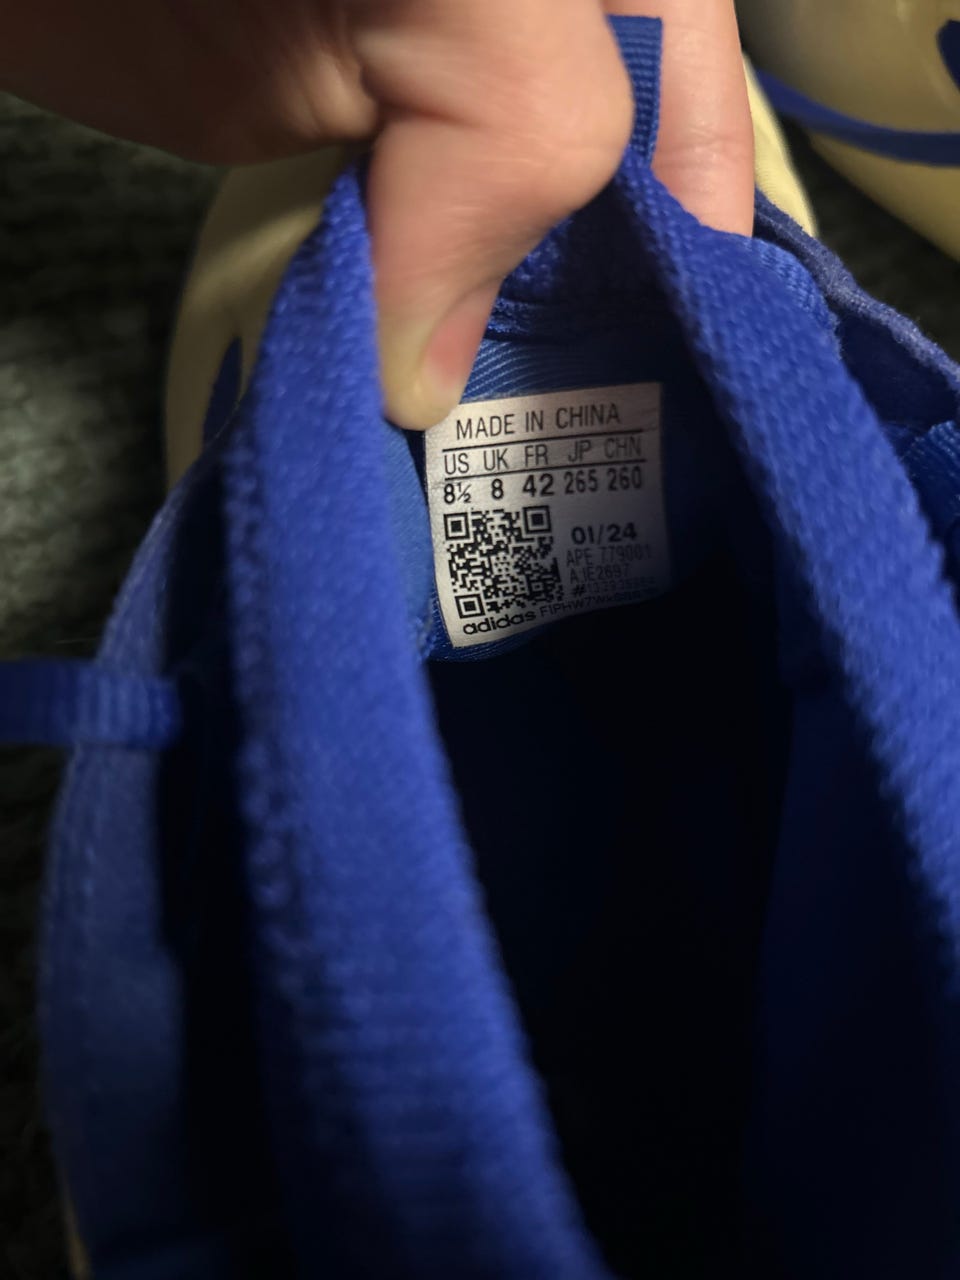 MADE IN CHINA
US UK FR JP CHN
8½ 8 42 265 260
01/24
APE 779001
A IE2697
adidas